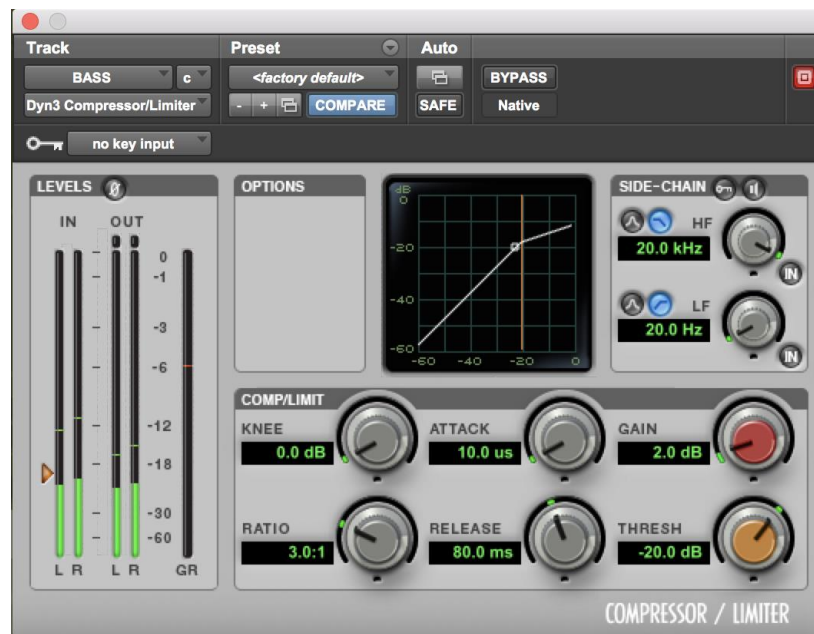 Track
Preset
Auto
BASS
c
<factory default>
BYPASS
Dyn3 Compressor/Limiter
-
+
COMPARE
SAFE
Native
no key input
LEVELS
OPTIONS
SIDE-CHAIN
IN
OUT
0
-1
-3
-6
-12
-18
-30
-60
L R
L R
GR
dB
0
-20
-40
-60
-60 -40 -20 0
HF
20.0 kHz
IN
LF
20.0 Hz
IN
COMP/LIMIT
KNEE
0.0 dB
ATTACK
10.0 us
GAIN
2.0 dB
RATIO
3.0:1
RELEASE
80.0 ms
THRESH
-20.0 dB
COMPRESSOR / LIMITER